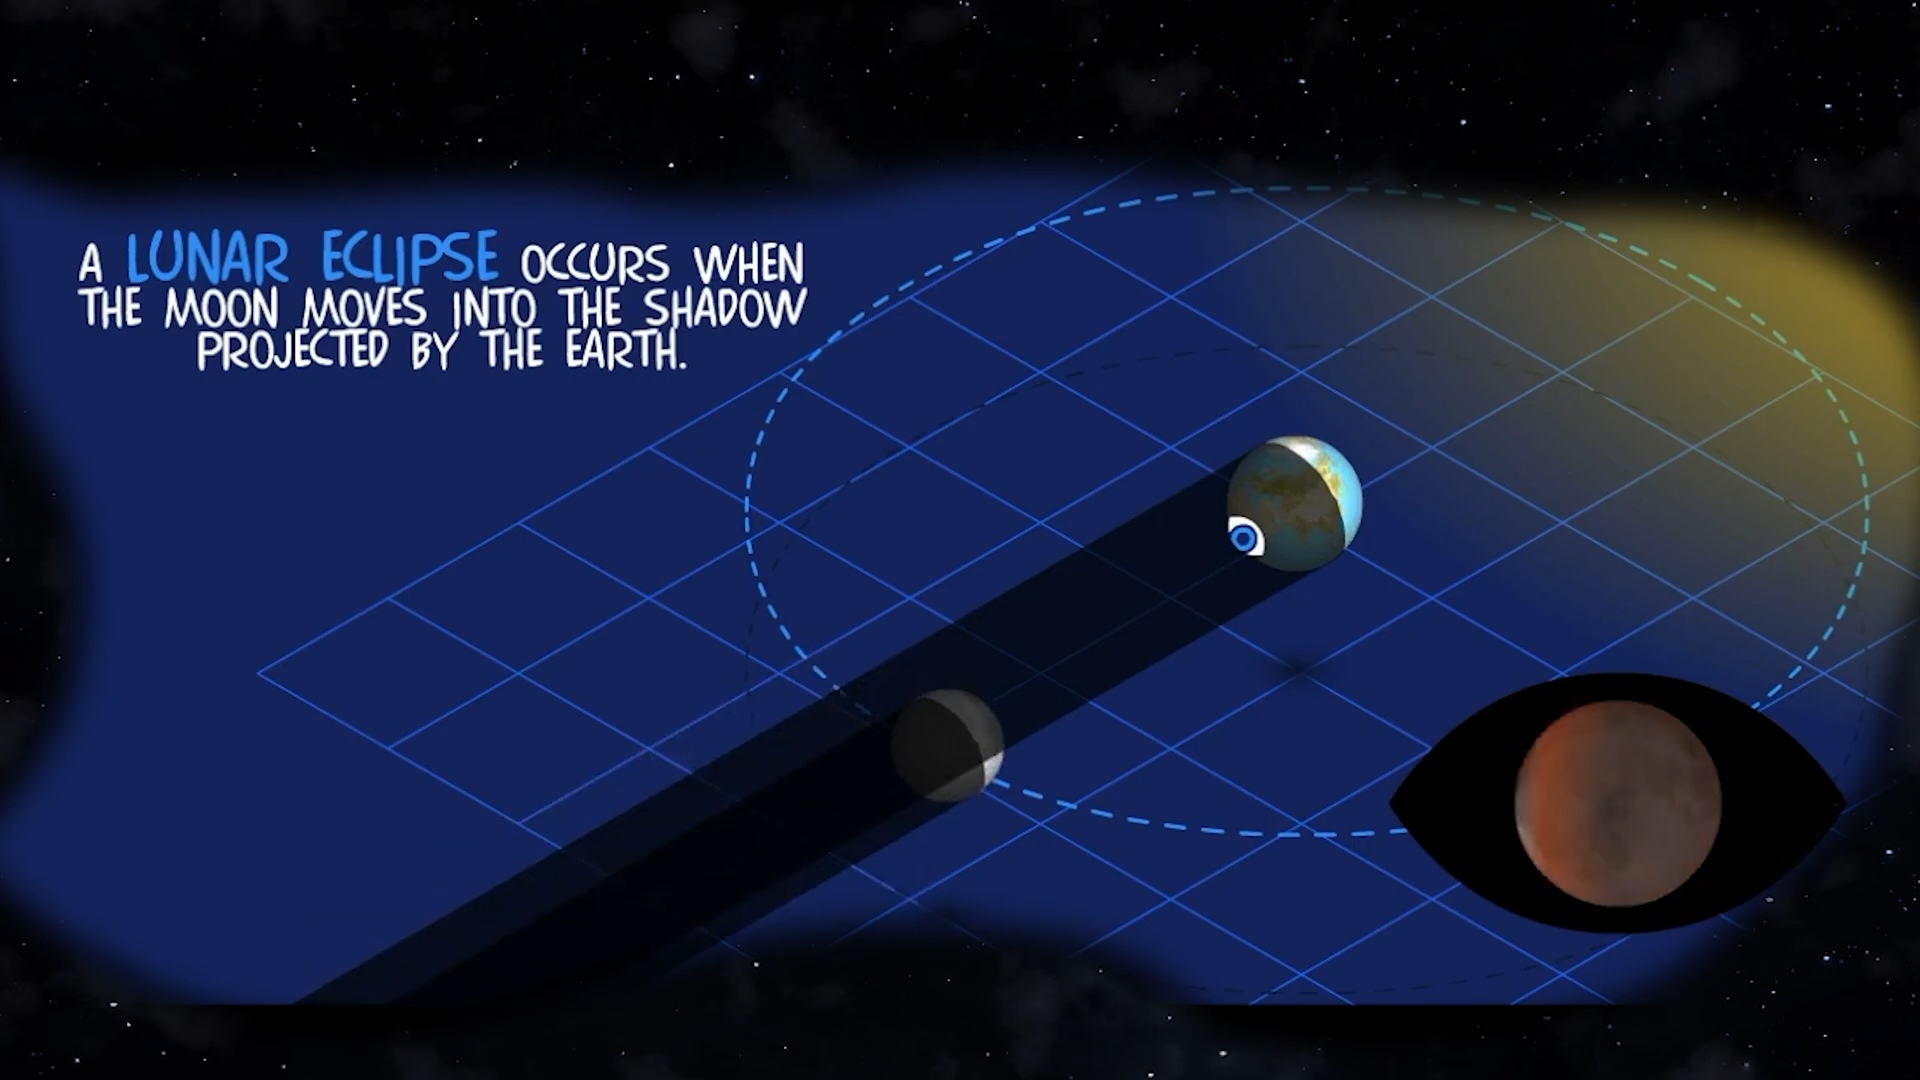 A LUNAR ECLIPSE OCCURS WHEN
THE MOON MOVES INTO THE SHADOW
PROJECTED BY THE EARTH.